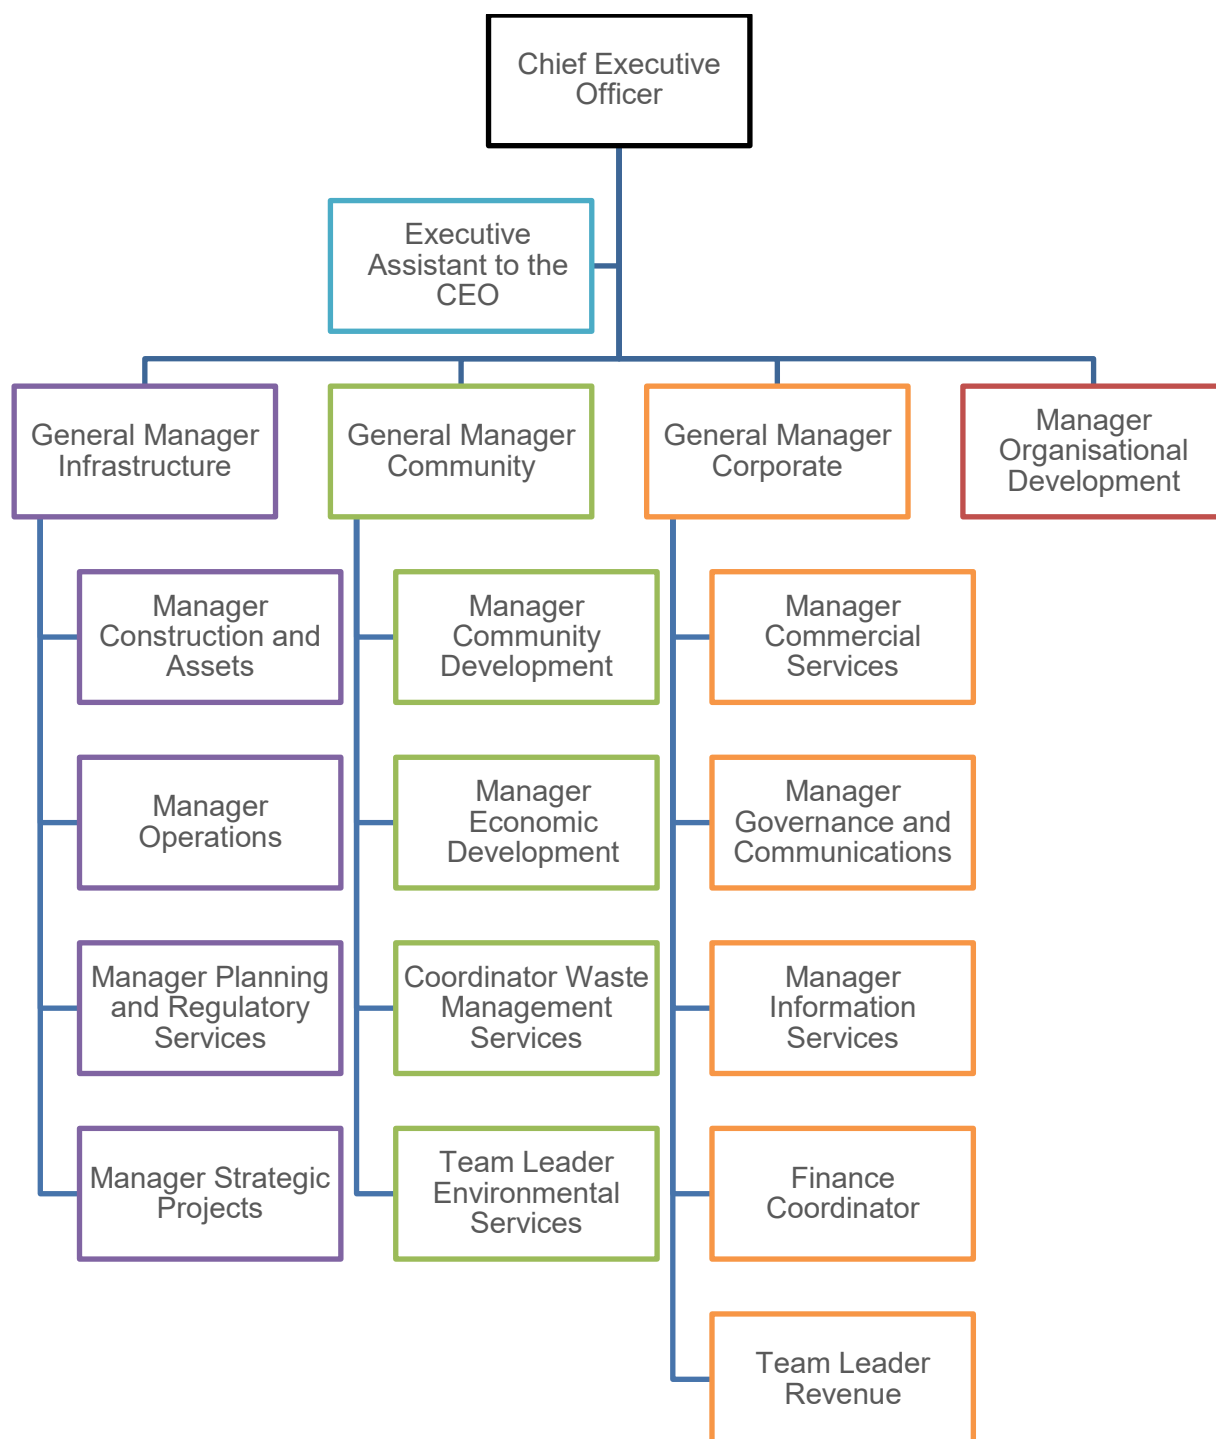 Chief Executive
Officer
Executive
Assistant to the
CEO
General Manager
Infrastructure
General Manager
Community
General Manager
Corporate
Manager
Organisational
Development
Manager
Construction and
Assets
Manager
Community
Development
Manager
Commercial
Services
Manager
Operations
Manager
Economic
Development
Manager
Governance and
Communications
Manager Planning
and Regulatory
Services
Coordinator Waste
Management
Services
Manager
Information
Services
Manager Strategic
Projects
Team Leader
Environmental
Services
Finance
Coordinator
Team Leader
Revenue